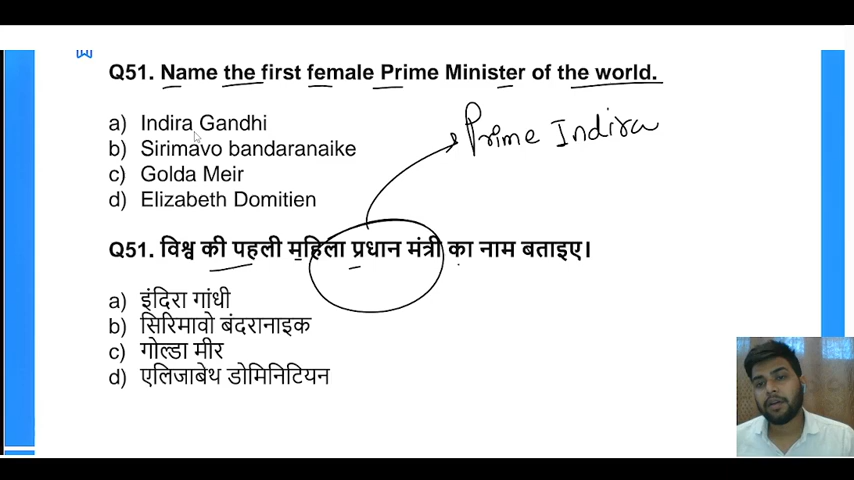 Q51. Name the first female Prime Minister of the world.
a) Indira Gandhi
b) Sirimavo bandaranaike
c) Golda Meir
d) Elizabeth Domitien
Prime Indira
Q51. विश्व की पहली महिला प्रधान मंत्री का नाम बताइए।
a) इंदिरा गांधी
b) सिरिमावो बंदरानाइक
c) गोल्डा मीर
d) एलिजाबेथ डोमिनिटियन